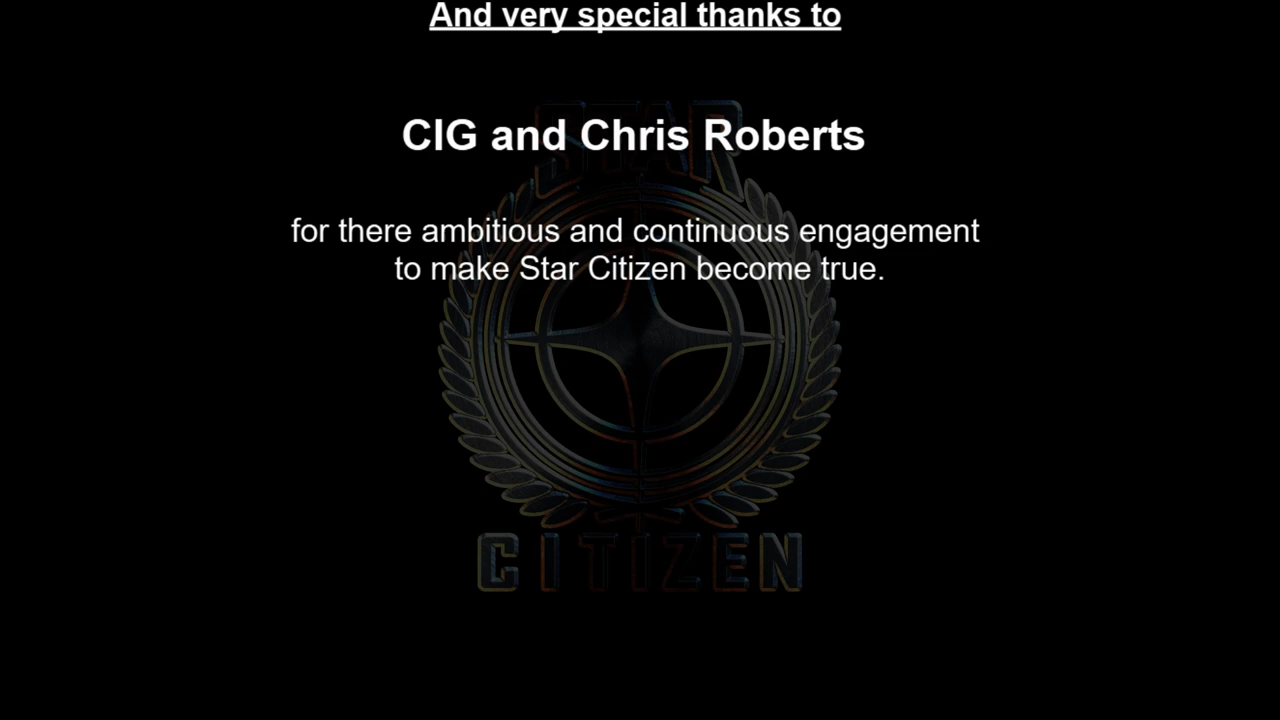 And very special thanks to
STAR
CIG and Chris Roberts
for there ambitious and continuous engagement
to make Star Citizen become true.
CITIZEN